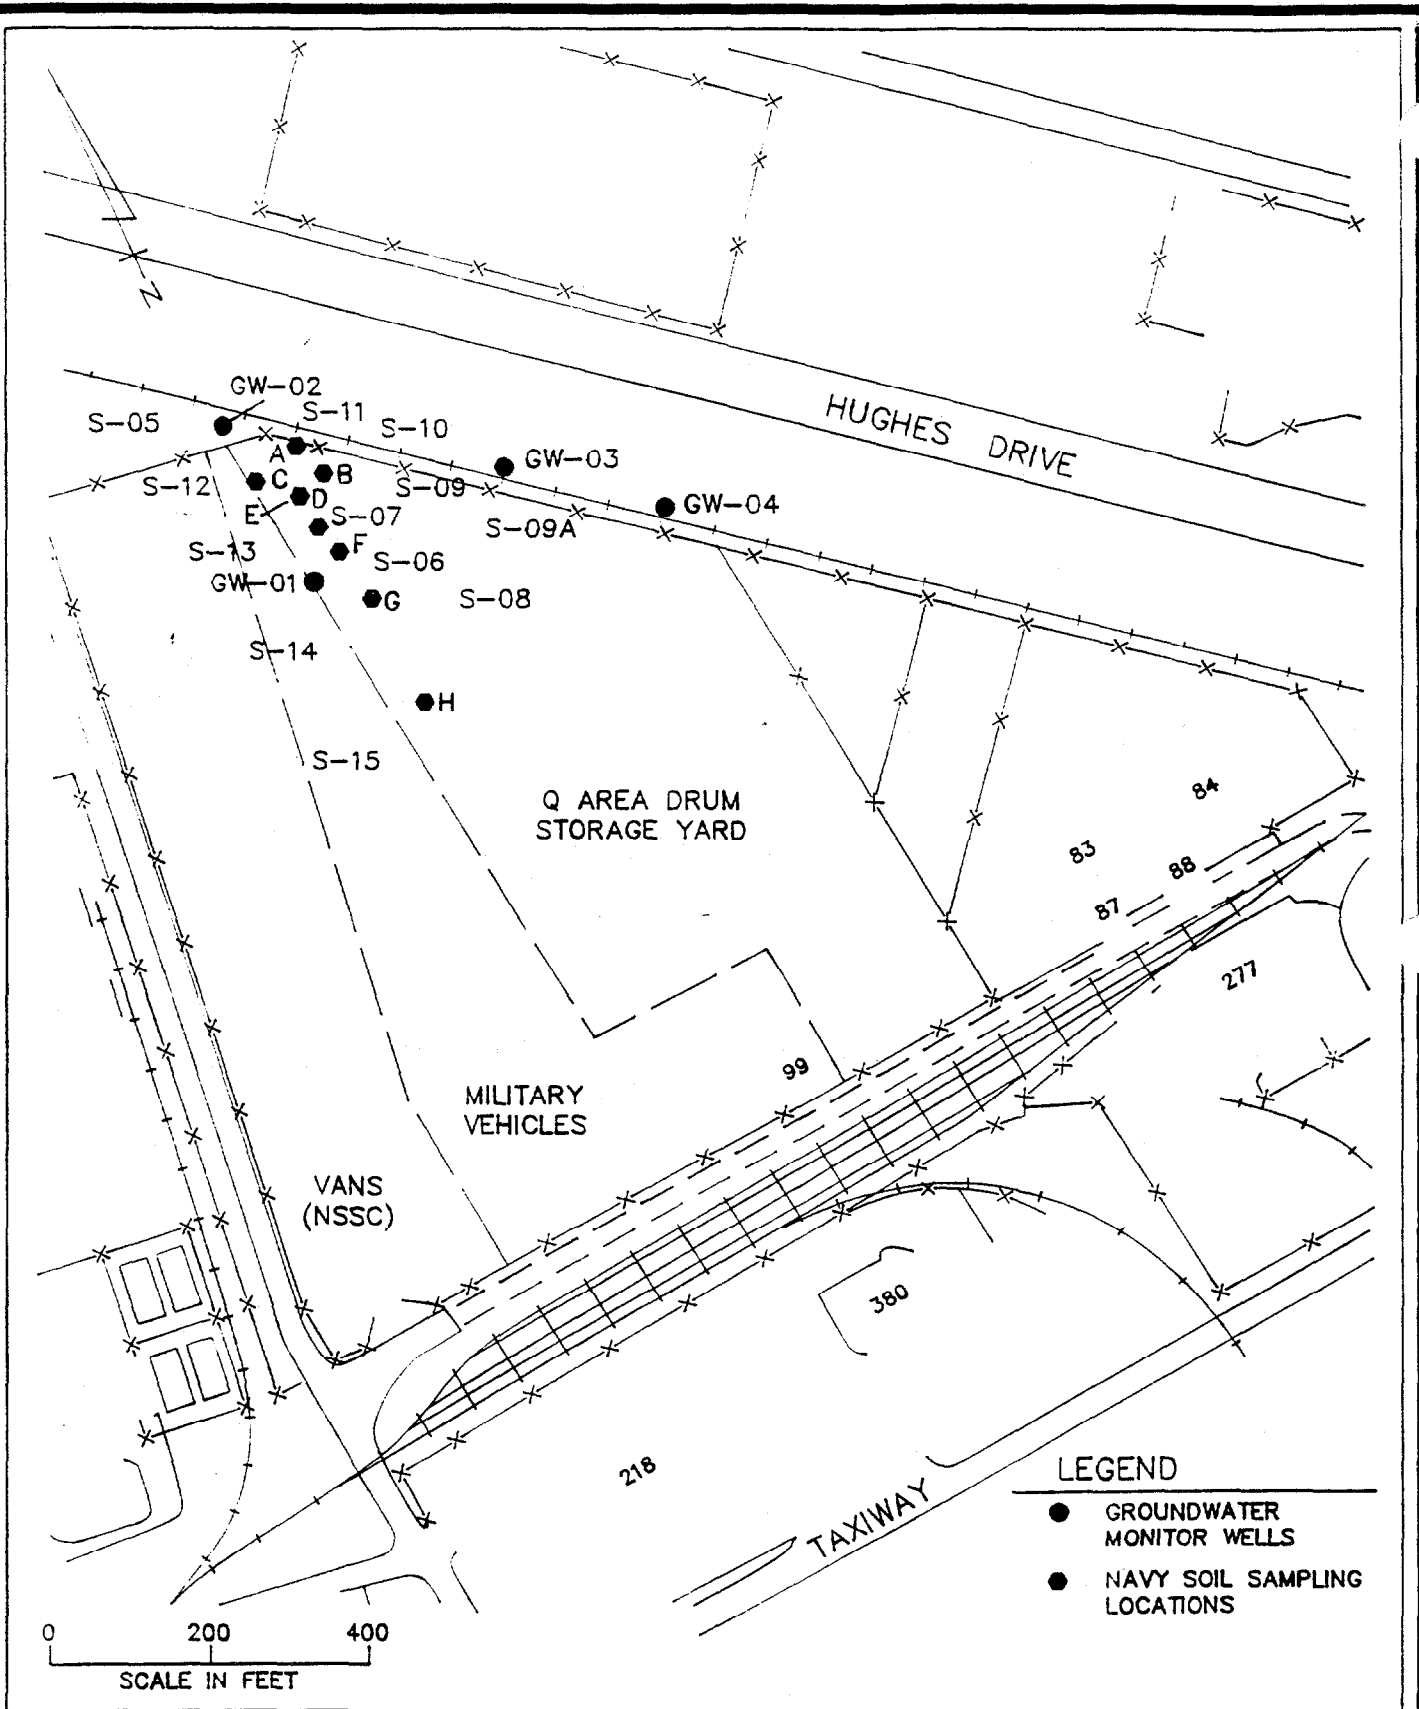 N
HUGHES DRIVE
GW-02
S-05
S-11
S-10
A
GW-03
S-12
C
B
S-09
E
D
S-07
S-09A
GW-04
S-13
F
S-06
GW-01
G
S-08
S-14
H
S-15
Q AREA DRUM
STORAGE YARD
84
83
88
87
277
99
MILITARY
VEHICLES
VANS
(NSSC)
380
218
TAXIWAY
LEGEND
GROUNDWATER
MONITOR WELLS
NAVY SOIL SAMPLING
LOCATIONS
0 200 400
SCALE IN FEET